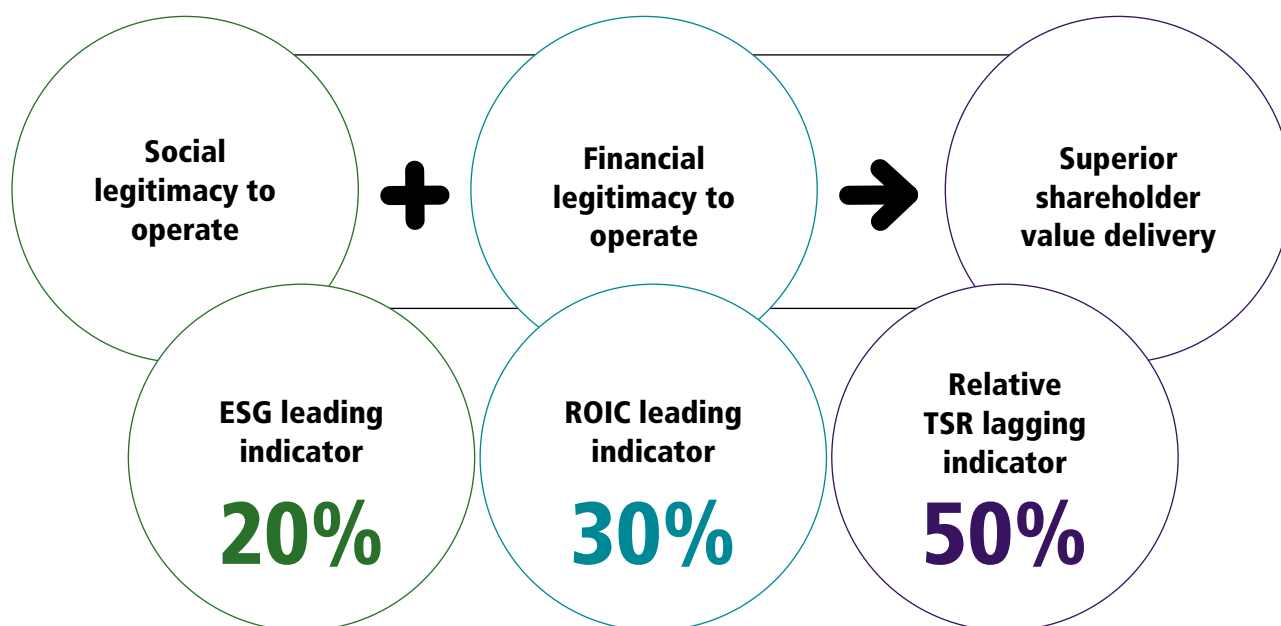 Social
legitimacy to
operate
Financial
legitimacy to
operate
Superior
shareholder
value delivery
ESG leading
indicator
20%
ROIC leading
indicator
30%
Relative
TSR lagging
indicator
50%